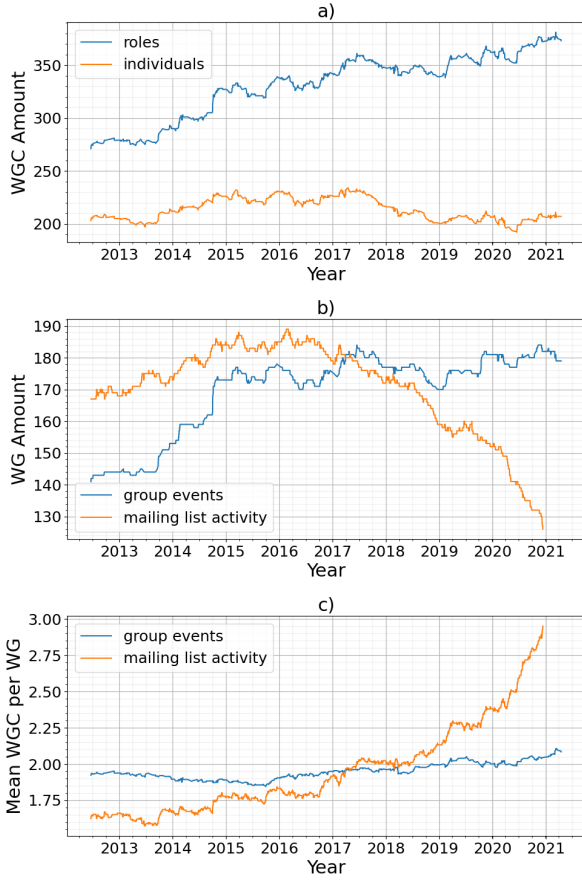 a)
roles
individuals
350
300
250
200
WGC Amount
2013 2014 2015 2016 2017 2018 2019 2020 2021
Year
b)
190
180
170
160
150
140
130
WG Amount
group events
mailing list activity
2013 2014 2015 2016 2017 2018 2019 2020 2021
Year
c)
3.00
2.75
2.50
2.25
2.00
1.75
Mean WGC per WG
group events
mailing list activity
2013 2014 2015 2016 2017 2018 2019 2020 2021
Year